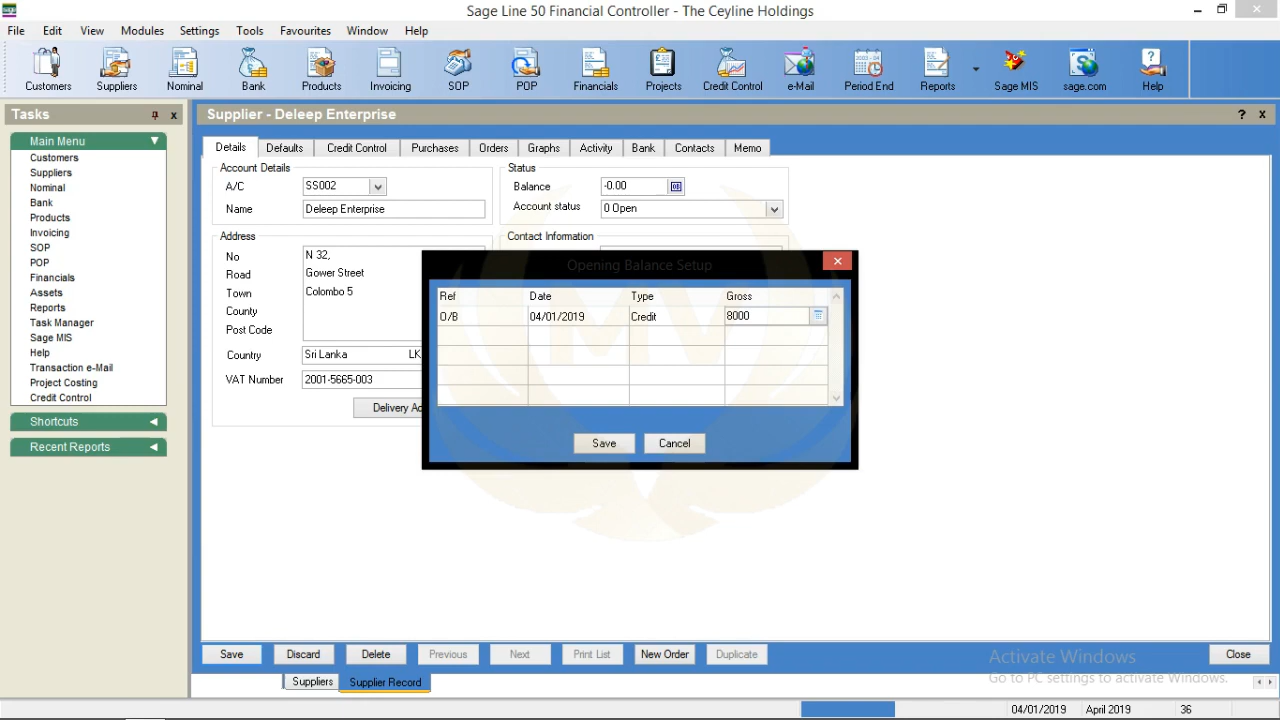 Sage Line 50 Financial Controller - The Ceyline Holdings
File Edit View Modules Settings Tools Favourites Window Help
Customers Suppliers Nominal Bank Products Invoicing SOP POP Financials Projects Credit Control e-Mail Period End Reports Sage MIS sage.com Help
Tasks
Main Menu
Customers
Suppliers
Nominal
Bank
Products
Invoicing
SOP
POP
Financials
Assets
Reports
Task Manager
Sage MIS
Help
Transaction e-Mail
Project Costing
Credit Control
Shortcuts
Recent Reports
Supplier - Deleep Enterprise
Details Defaults Credit Control Purchases Orders Graphs Activity Bank Contacts Memo
Account Details
A/C SS002
Name Deleep Enterprise
Status
Balance -0.00
Account status 0 Open
Address
No N 32,
Road Gower Street
Town Colombo 5
County
Post Code
Country Sri Lanka LK
VAT Number 2001-5665-003
Delivery Ad
Contact Information
Opening Balance Setup
Ref Date Type Gross
O/B 04/01/2019 Credit 8000
Save Cancel
MV
Save Discard Delete Previous Next Print List New Order Duplicate Close
Activate Windows
Go to PC settings to activate Windows.
Suppliers Supplier Record
04/01/2019 April 2019 36